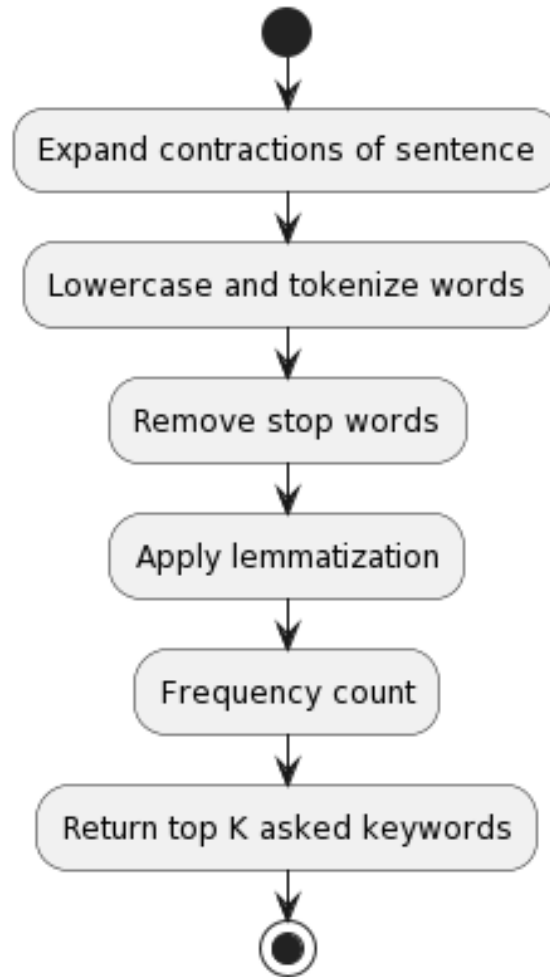 Expand contractions of sentence
Lowercase and tokenize words
Remove stop words
Apply lemmatization
Frequency count
Return top K asked keywords